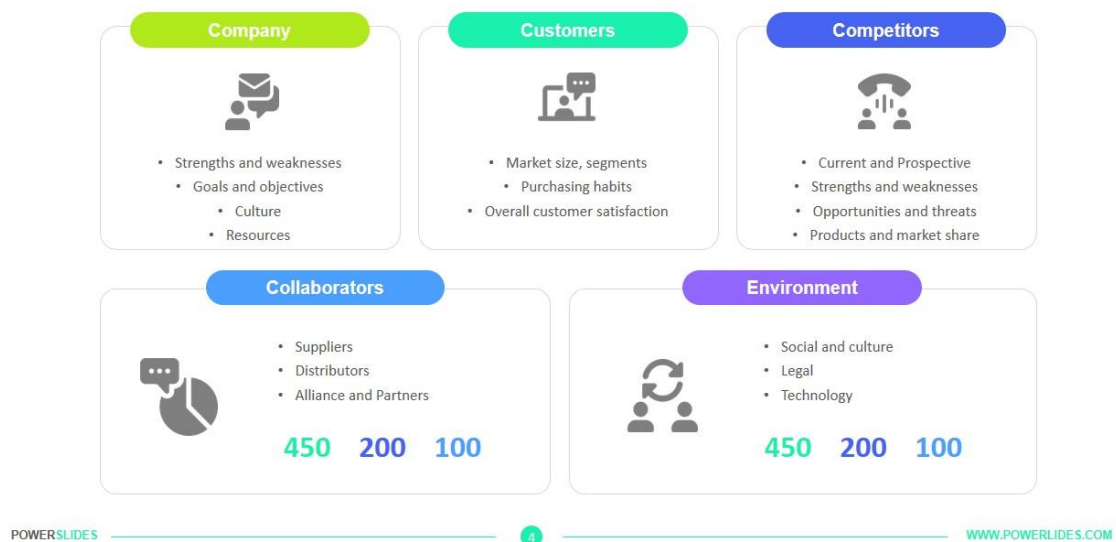 Company
• Strengths and weaknesses
• Goals and objectives
• Culture
• Resources
Customers
• Market size, segments
• Purchasing habits
• Overall customer satisfaction
Competitors
• Current and Prospective
• Strengths and weaknesses
• Opportunities and threats
• Products and market share
Collaborators
• Suppliers
• Distributors
• Alliance and Partners
450 200 100
Environment
• Social and culture
• Legal
• Technology
450 200 100
POWERSLIDES
4
WWW.POWERLIDES.COM